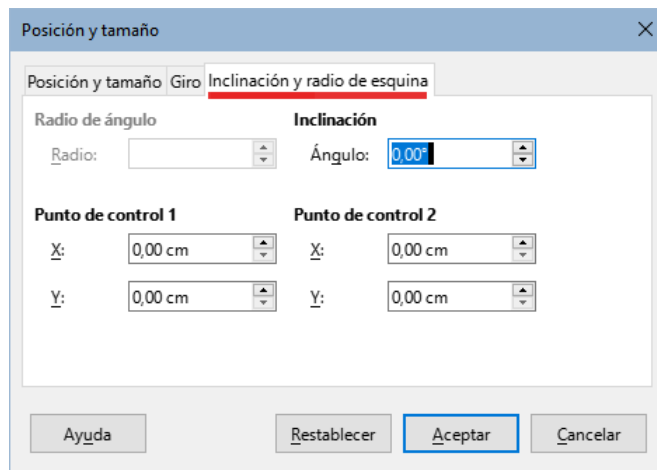 Posición y tamaño
Posición y tamaño Giro Inclinación y radio de esquina
Radio de ángulo Inclinación
Radio: Ángulo: 0,00°
Punto de control 1 Punto de control 2
X: 0,00 cm X: 0,00 cm
Y: 0,00 cm Y: 0,00 cm
Ayuda Restablecer Aceptar Cancelar